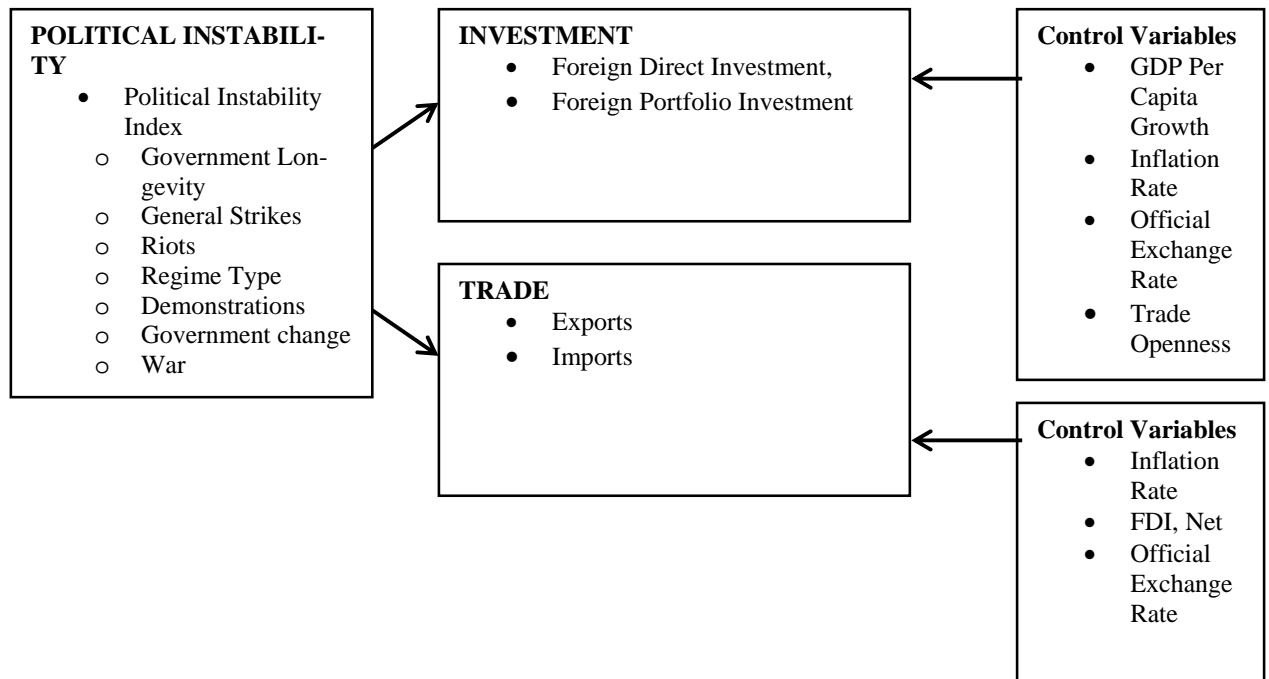 POLITICAL INSTABILI-
TY
• Political Instability
Index
o Government Lon-
gevity
o General Strikes
o Riots
o Regime Type
o Demonstrations
o Government change
o War
INVESTMENT
• Foreign Direct Investment,
• Foreign Portfolio Investment
TRADE
• Exports
• Imports
Control Variables
• GDP Per
Capita
Growth
• Inflation
Rate
• Official
Exchange
Rate
• Trade
Openness
Control Variables
• Inflation
Rate
• FDI, Net
• Official
Exchange
Rate